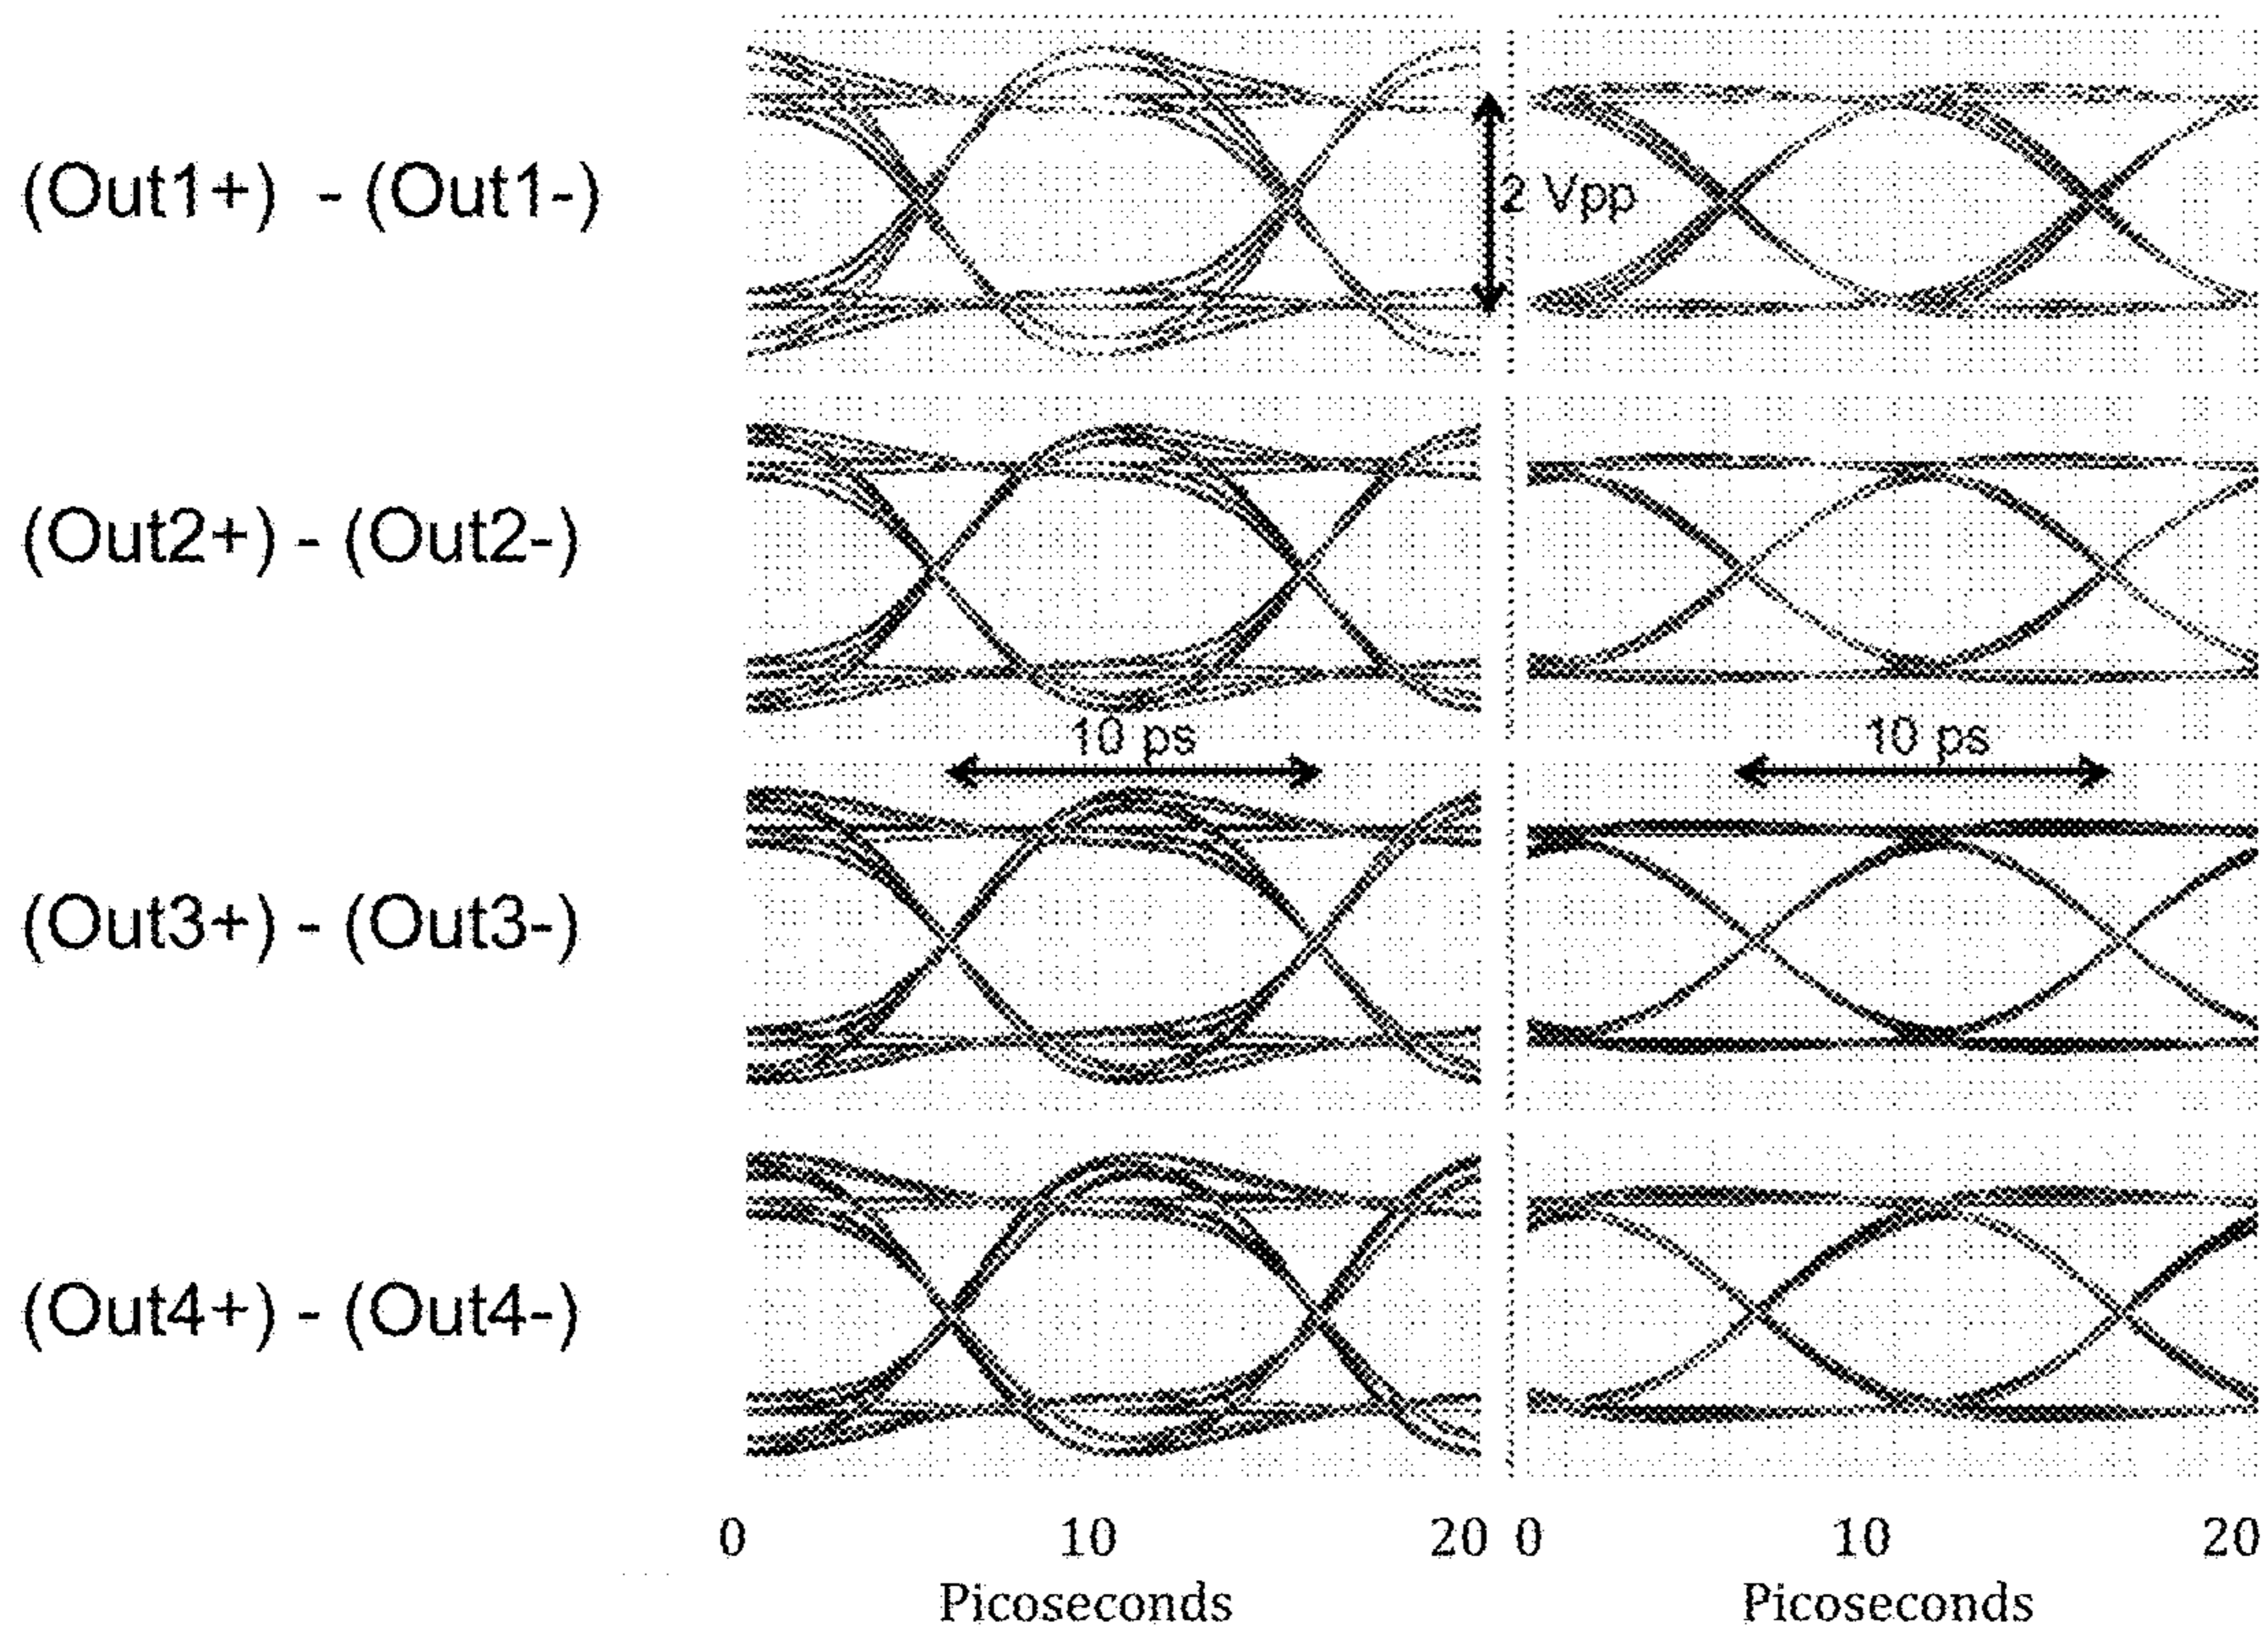 (Out1+) - (Out1-)
2 Vpp
(Out2+) - (Out2-)
10 ps
10 ps
(Out3+) - (Out3-)
(Out4+) - (Out4-)
0 10 20 0 10 20
Picoseconds Picoseconds